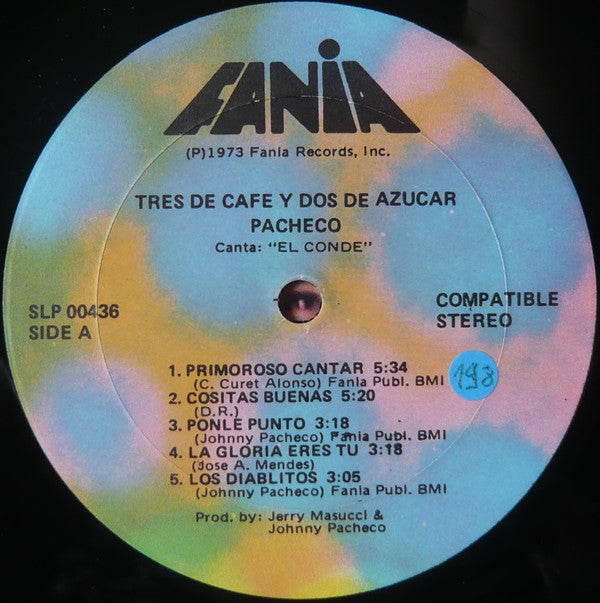 FANIA
(P)1973 Fania Records, Inc.
TRES DE CAFE Y DOS DE AZUCAR
PACHECO
Canta: "EL CONDE"
SLP 00436
SIDE A
COMPATIBLE
STEREO
1. PRIMOROSO CANTAR 5:34
(C. Curet Alonso) Fania Publ. BMI
2. COSITAS BUENAS 5:20
(D.R.)
3. PONLE PUNTO 3:18
(Johnny Pacheco) Fania Publ. BMI
4. LA GLORIA ERES TU 3:18
(Jose A. Mendes)
5. LOS DIABLITOS 3:05
(Johnny Pacheco) Fania Publ. BMI
198
Prod. by: Jerry Masucci &
Johnny Pacheco